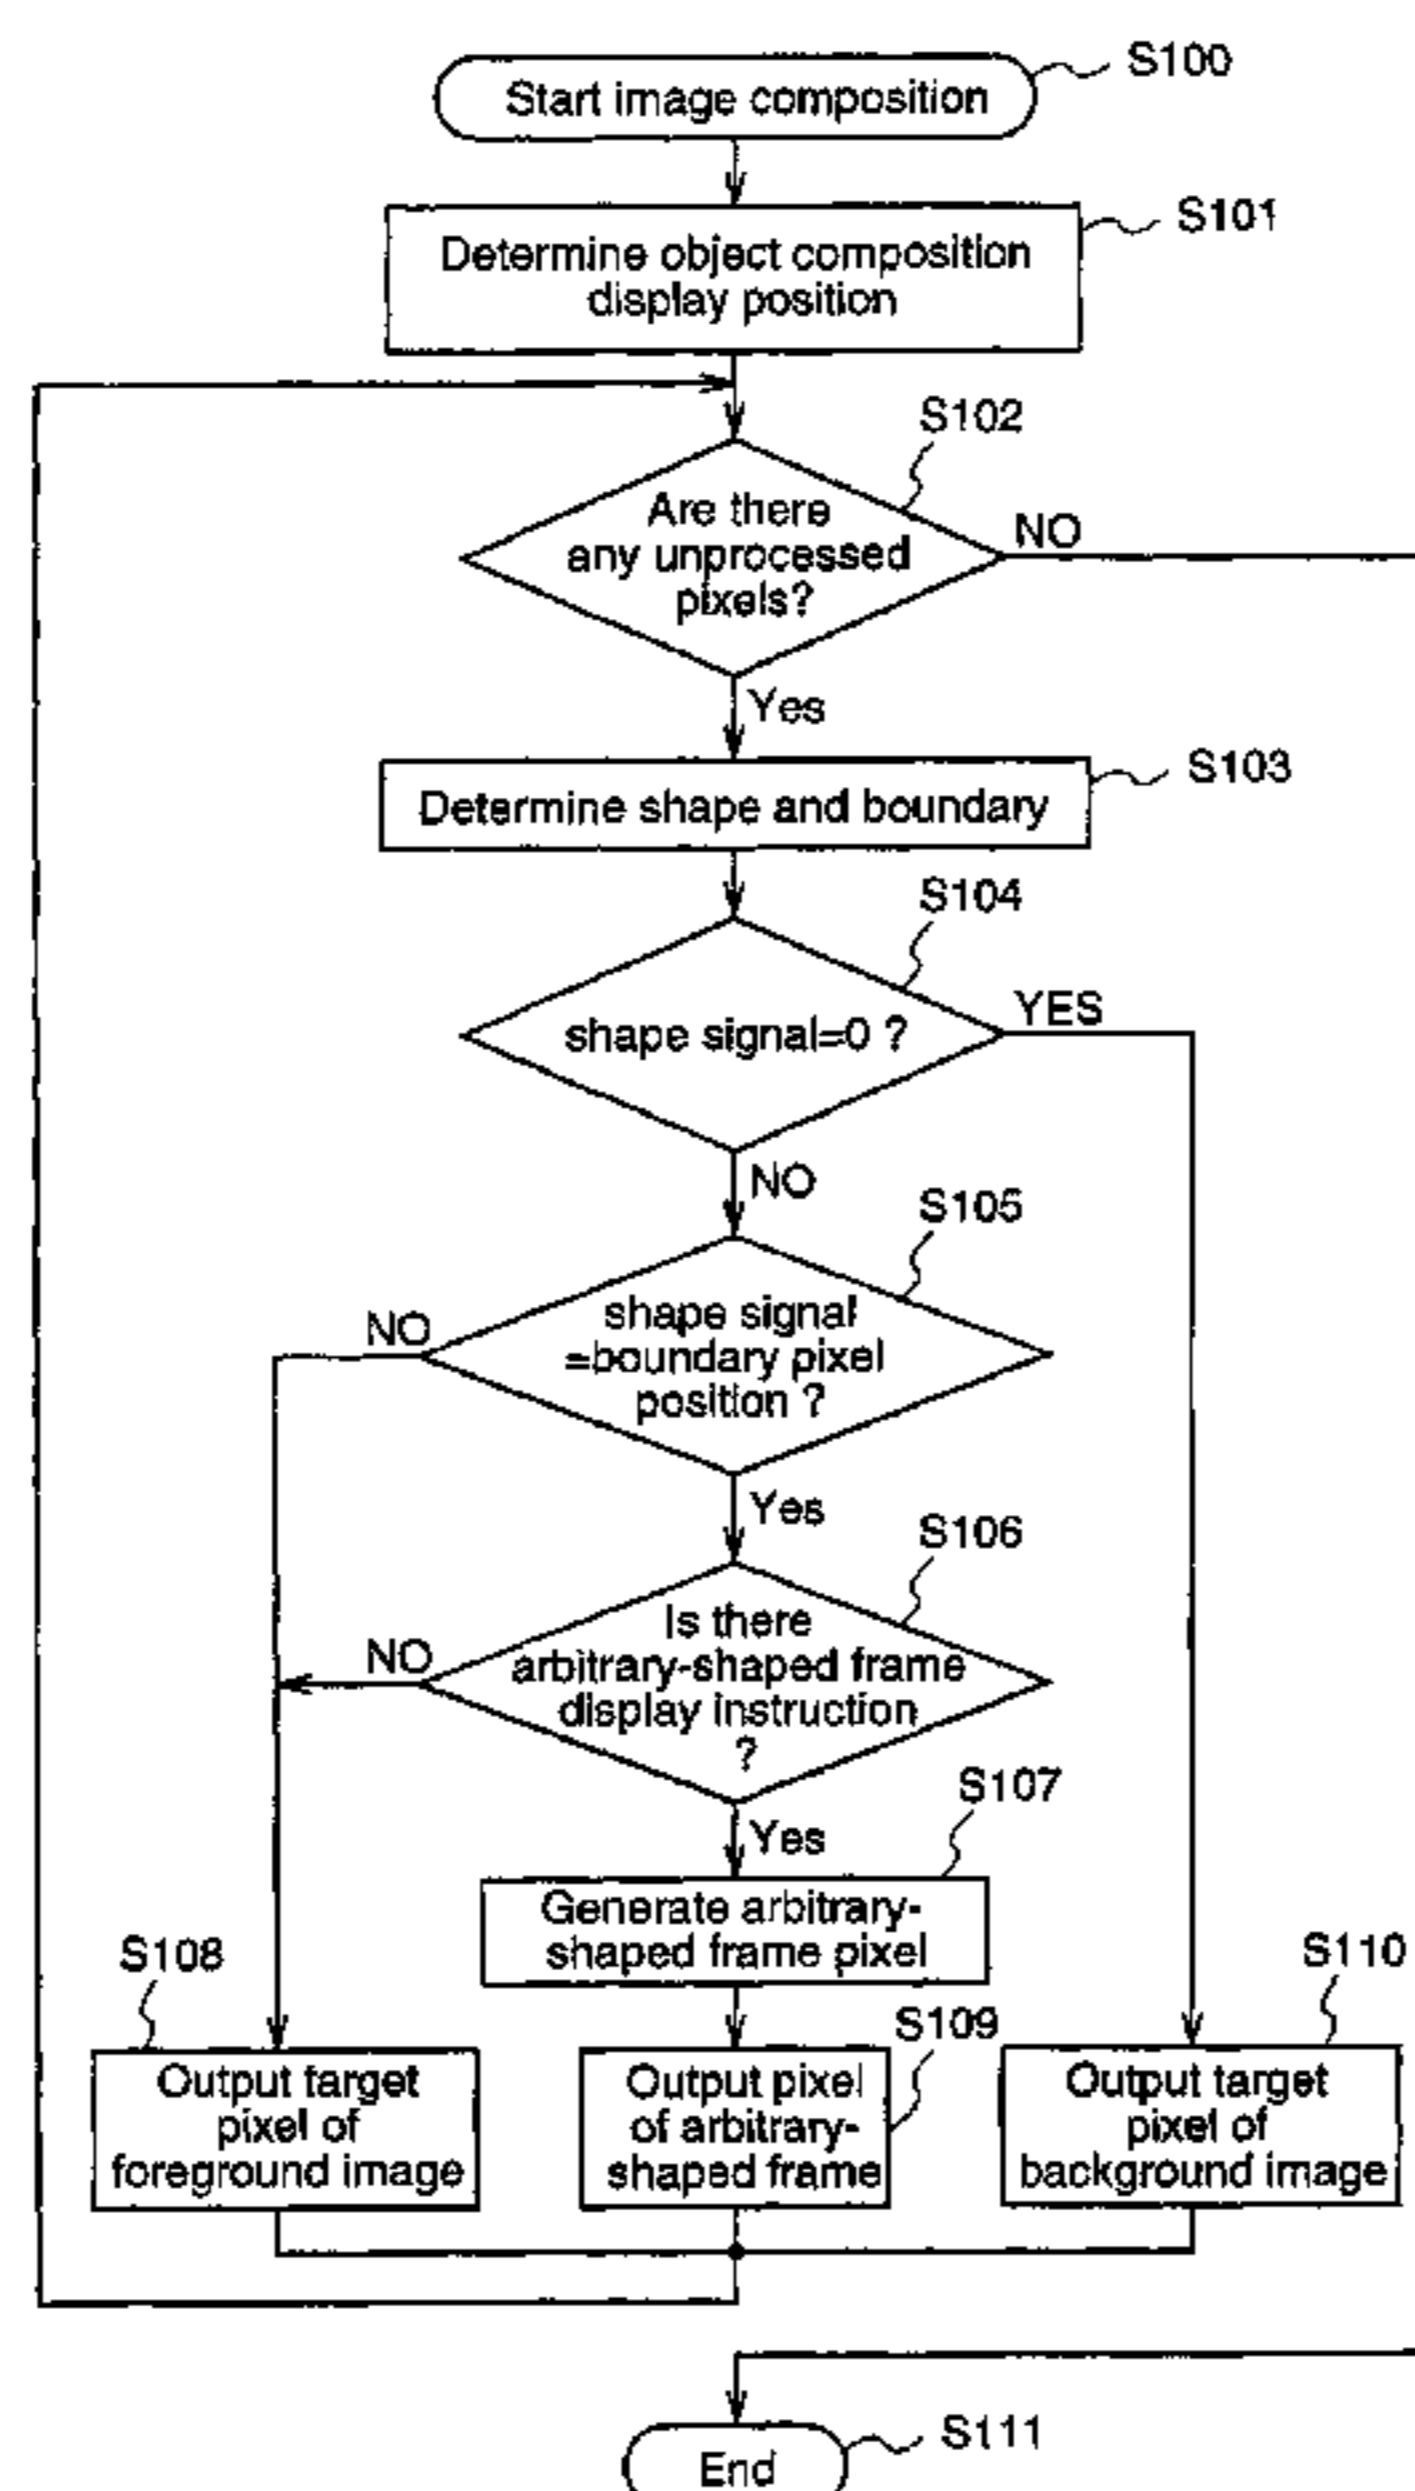 S100
Start image composition
S101
Determine object composition
display position
S102
Are there
any unprocessed
pixels?
NO
Yes
S103
Determine shape and boundary
S104
shape signal=0 ?
YES
NO
S105
shape signal
=boundary pixel
position ?
NO
Yes
S106
Is there
arbitrary-shaped frame
display instruction
?
NO
Yes
S107
Generate arbitrary-
shaped frame pixel
S108
Output target
pixel of
foreground image
S109
Output pixel
of arbitrary-
shaped frame
S110
Output target
pixel of
background image
S111
End